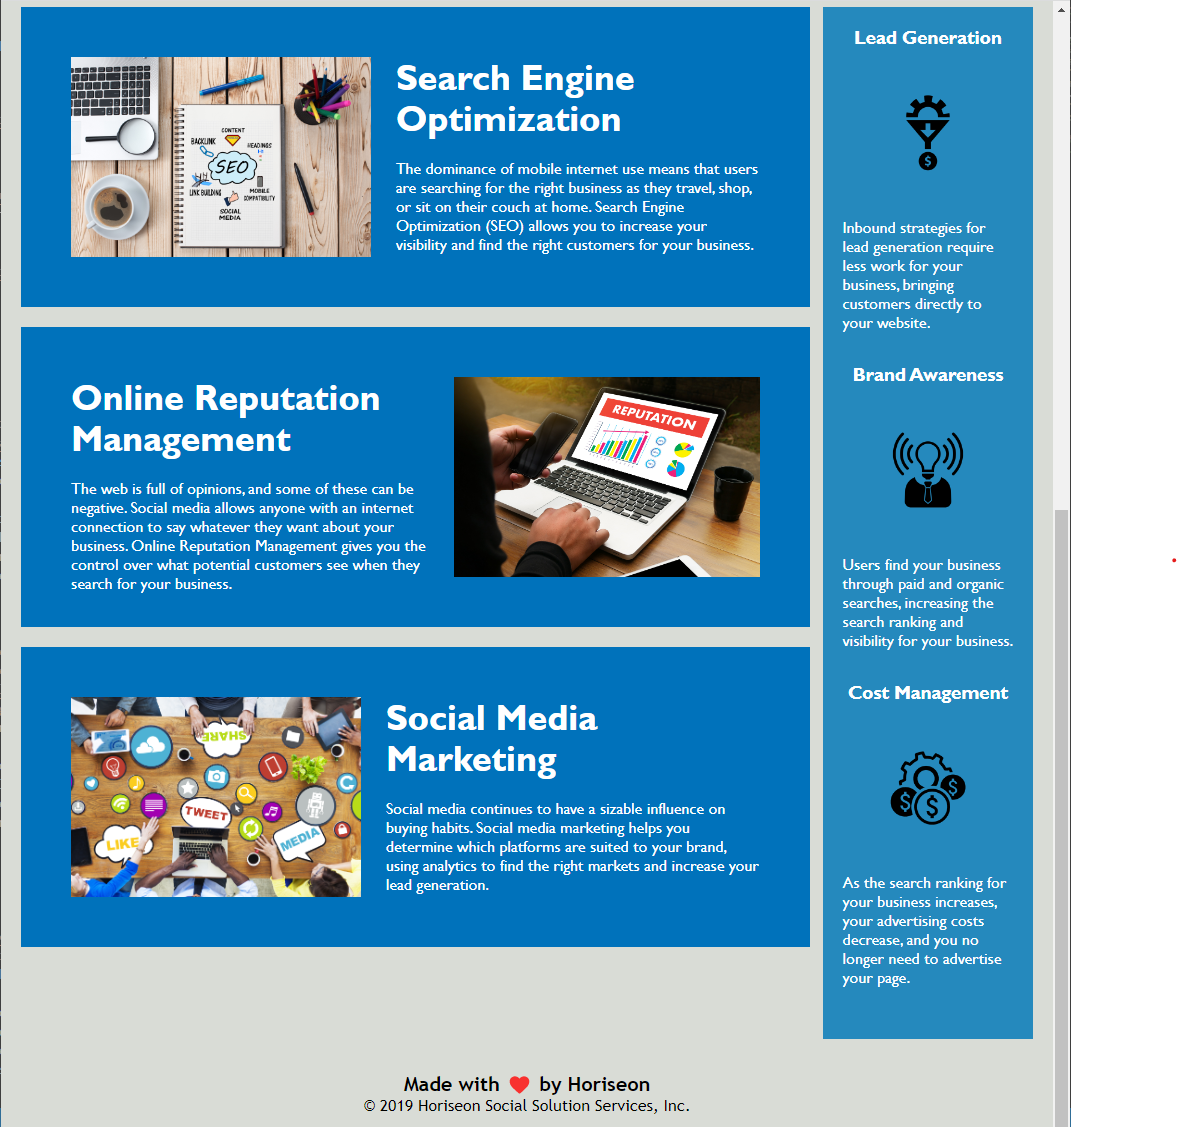 Search Engine
Optimization
The dominance of mobile internet use means that users
are searching for the right business as they travel, shop,
or sit on their couch at home. Search Engine
Optimization (SEO) allows you to increase your
visibility and find the right customers for your business.
CONTENT
BACKLINK
HEADINGS
SEO
LINK BUILDING
MOBILE
COMPATIBILITY
SOCIAL
MEDIA
Online Reputation
Management
The web is full of opinions, and some of these can be
negative. Social media allows anyone with an internet
connection to say whatever they want about your
business. Online Reputation Management gives you the
control over what potential customers see when they
search for your business.
REPUTATION
Social Media
Marketing
Social media continues to have a sizable influence on
buying habits. Social media marketing helps you
determine which platforms are suited to your brand,
using analytics to find the right markets and increase your
lead generation.
SHARE
TWEET
LIKE
MEDIA
Lead Generation
$
Inbound strategies for
lead generation require
less work for your
business, bringing
customers directly to
your website.
Brand Awareness
Users find your business
through paid and organic
searches, increasing the
search ranking and
visibility for your business.
Cost Management
$ $ $
As the search ranking for
your business increases,
your advertising costs
decrease, and you no
longer need to advertise
your page.
Made with ❤️ by Horiseon
© 2019 Horiseon Social Solution Services, Inc.